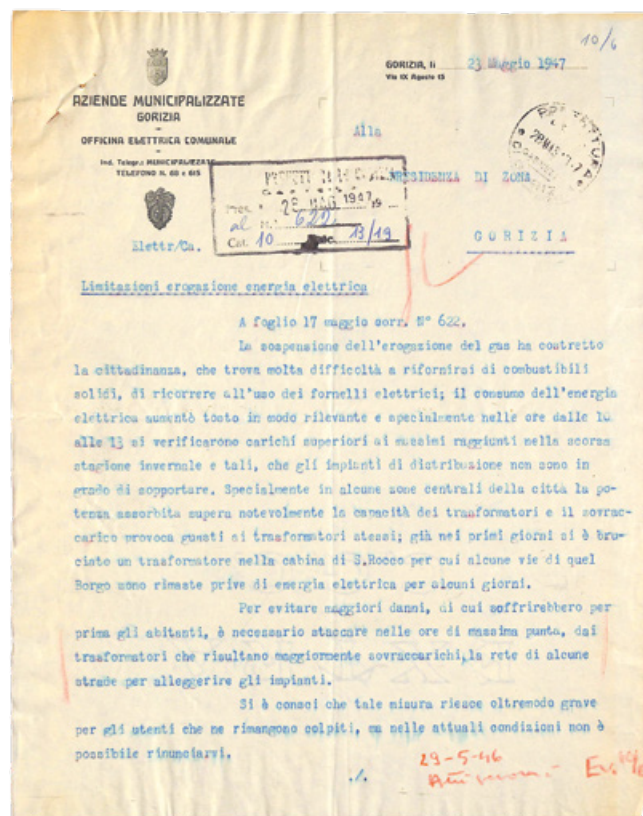 10/6
GORIZIA, li 23 Maggio 1947
Via IX Agosto 15
AZIENDE MUNICIPALIZZATE
GORIZIA
OFFICINA ELETTRICA COMUNALE
Ind. Telegr.: MUNICIPALIZZATE
TELEFONO N. 60 e 615
Alla
PRESIDENZA DI ZONA
28 MAG 1947
al N. 622
Cat. 10 13/19
Elettr/Ca.
GORIZIA
Limitazioni erogazione energia elettrica
A foglio 17 maggio corr. N° 622.
La sospensione dell'erogazione del gas ha costretto
la cittadinanza, che trova molta difficoltà a rifornirsi di combustibili
solidi, di ricorrere all'uso dei fornelli elettrici; il consumo dell'energia
elettrica aumentò tosto in modo rilevante e specialmente nelle ore dalle 10
alle 13 si verificarono carichi superiori ai massimi raggiunti nella scorsa
stagione invernale e tali, che gli impianti di distribuzione non sono in
grado di sopportare. Specialmente in alcune zone centrali della città la po-
tenza assorbita supera notevolmente la capacità dei trasformatori e il sovrac-
carico provoca guasti ai trasformatori stessi; già nei primi giorni si è bru-
ciato un trasformatore nella cabina di S.Rocco per cui alcune vie di quel
Borgo sono rimaste prive di energia elettrica per alcuni giorni.
Per evitare maggiori danni, di cui soffrirebbero per
prima gli abitanti, è necessario staccare nelle ore di massima punta, dai
trasformatori che risultano maggiormente sovraccarichi,la rete di alcune
strade per alleggerire gli impianti.
Si è consci che tale misura riesce oltremodo grave
per gli utenti che ne rimangono colpiti, ma nelle attuali condizioni non è
possibile rinunciarvi.
./.
29-5-46